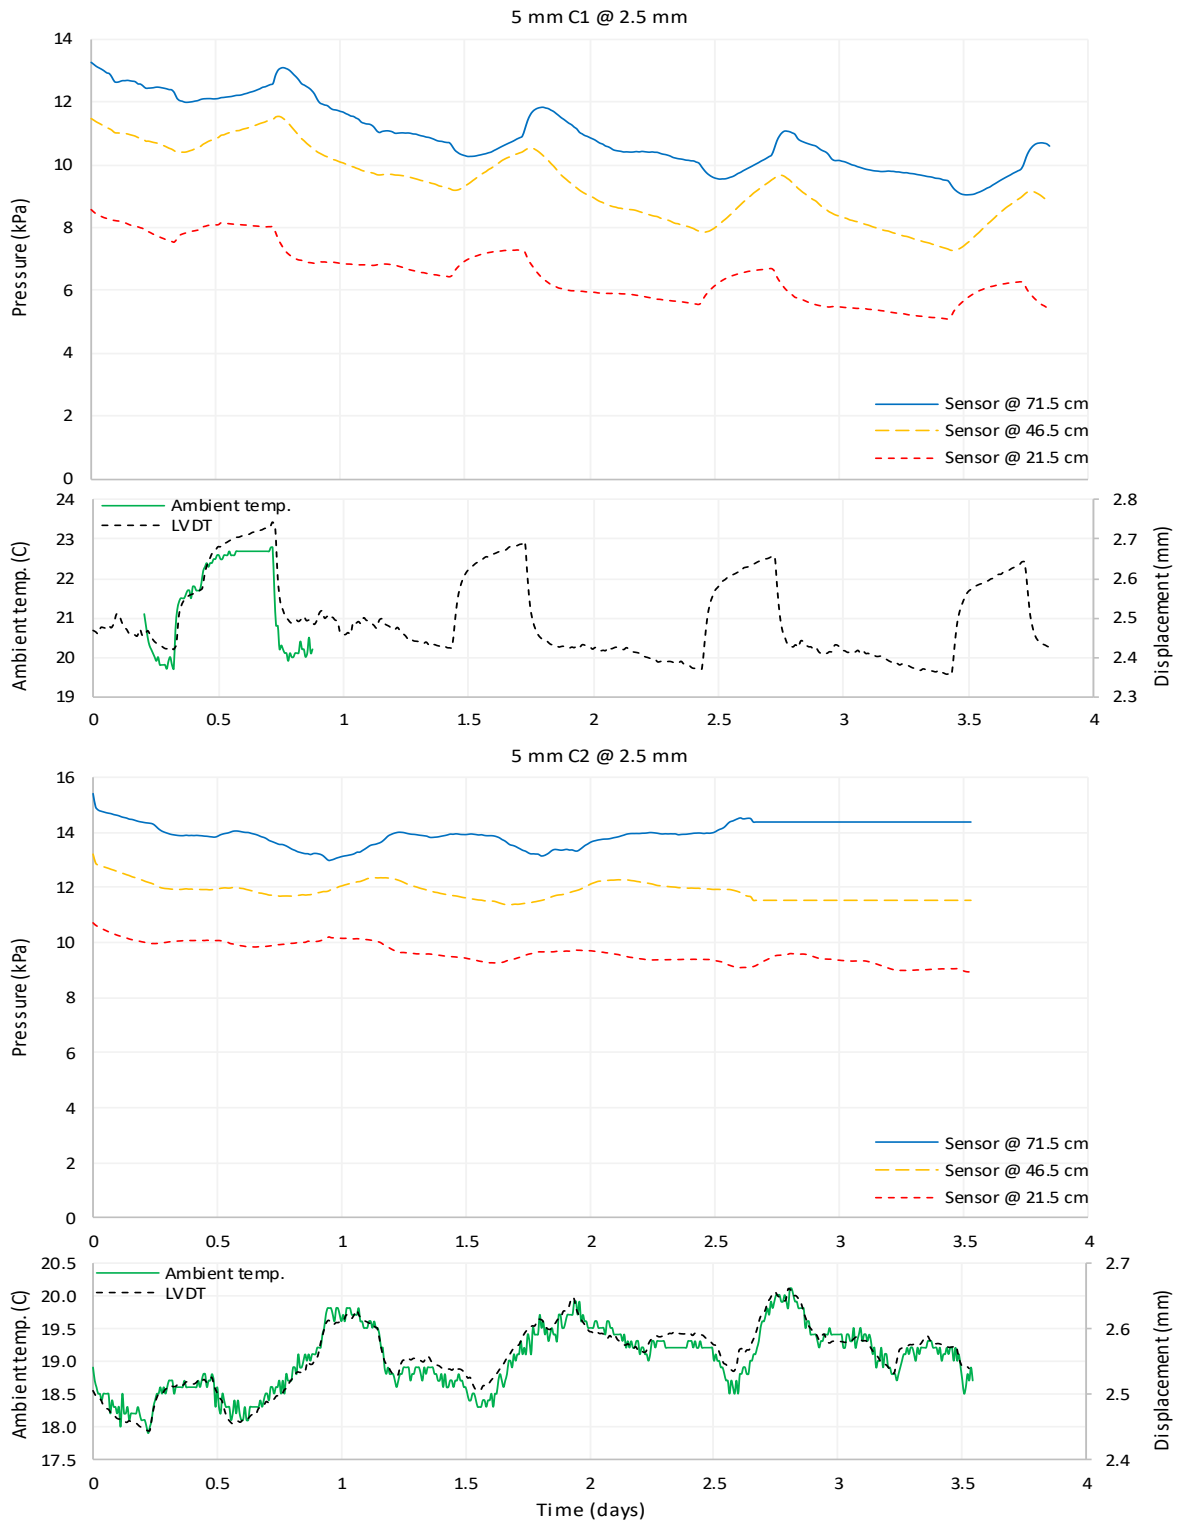 5 mm C1 @ 2.5 mm
14
12
10
8
6
4
2
0
Pressure (kPa)
Sensor @ 71.5 cm
Sensor @ 46.5 cm
Sensor @ 21.5 cm
24
23
22
21
20
19
Ambient temp. (C)
Ambient temp.
LVDT
2.8
2.7
2.6
2.5
2.4
2.3
Displacement (mm)
0 0.5 1 1.5 2 2.5 3 3.5 4
5 mm C2 @ 2.5 mm
16
14
12
10
8
6
4
2
0
Pressure (kPa)
Sensor @ 71.5 cm
Sensor @ 46.5 cm
Sensor @ 21.5 cm
0 0.5 1 1.5 2 2.5 3 3.5 4
20.5
20.0
19.5
19.0
18.5
18.0
17.5
Ambient temp. (C)
Ambient temp.
LVDT
2.7
2.6
2.5
2.4
Displacement (mm)
0 0.5 1 1.5 2 2.5 3 3.5 4
Time (days)